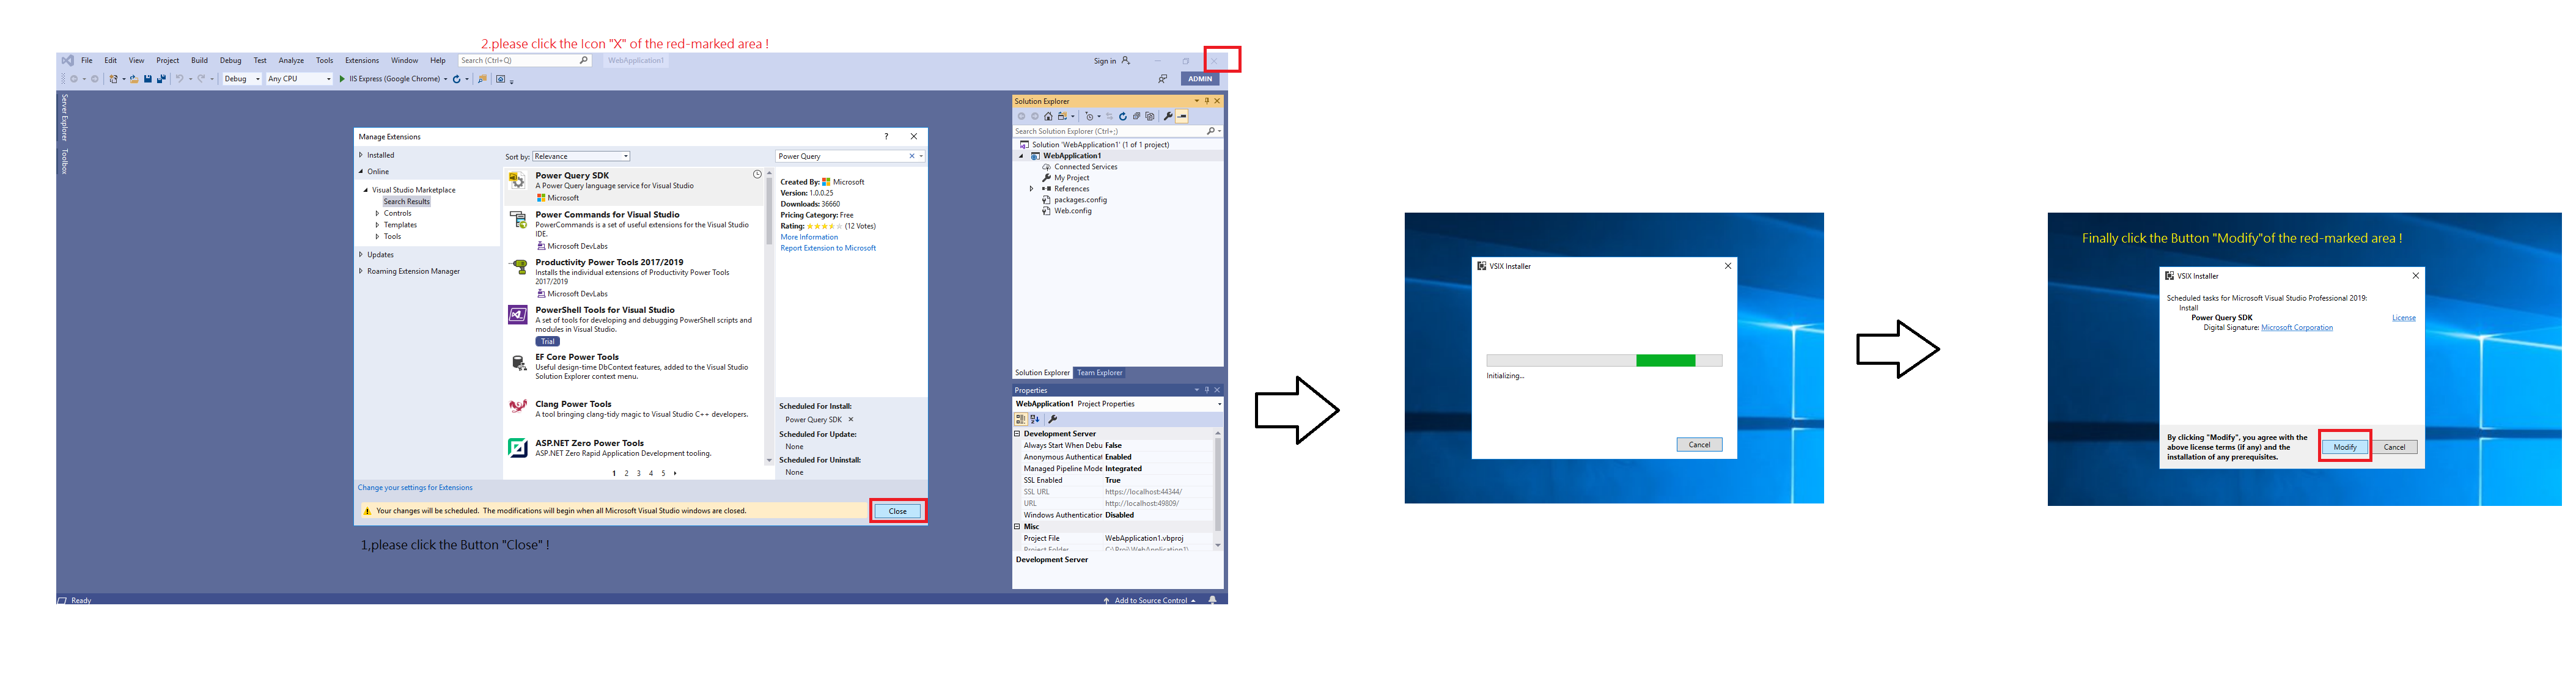 2.please click the Icon "X" of the red-marked area !
File Edit View Project Build Debug Test Analyze Tools Extensions Window Help Search (Ctrl+Q) WebApplication1 Sign in
Debug Any CPU IIS Express (Google Chrome) ADMIN
Server Explorer
Toolbox
Manage Extensions ?
Installed
Online
Visual Studio Marketplace
Search Results
Controls
Templates
Tools
Updates
Roaming Extension Manager
Sort by: Relevance
Power Query SDK
A Power Query language service for Visual Studio
Microsoft
Power Commands for Visual Studio
PowerCommands is a set of useful extensions for the Visual Studio
IDE.
Microsoft DevLabs
Productivity Power Tools 2017/2019
Installs the individual extensions of Productivity Power Tools
2017/2019
Microsoft DevLabs
PowerShell Tools for Visual Studio
A set of tools for developing and debugging PowerShell scripts and
modules in Visual Studio.
Trial
EF Core Power Tools
Useful design-time DbContext features, added to the Visual Studio
Solution Explorer context menu.
Clang Power Tools
A tool bringing clang-tidy magic to Visual Studio C++ developers.
ASP.NET Zero Power Tools
ASP.NET Zero Rapid Application Development tooling.
1 2 3 4 5
Power Query
Created By: Microsoft
Version: 1.0.0.25
Downloads: 36660
Pricing Category: Free
Rating: (12 Votes)
More Information
Report Extension to Microsoft
Scheduled For Install:
Power Query SDK
Scheduled For Update:
None
Scheduled For Uninstall:
None
Change your settings for Extensions
Your changes will be scheduled. The modifications will begin when all Microsoft Visual Studio windows are closed.
Close
1,please click the Button "Close" !
Solution Explorer
Search Solution Explorer (Ctrl+;)
Solution 'WebApplication1' (1 of 1 project)
WebApplication1
Connected Services
My Project
References
packages.config
Web.config
Solution Explorer Team Explorer
Properties
WebApplication1 Project Properties
Development Server
Always Start When Debu False
Anonymous Authenticat Enabled
Managed Pipeline Mode Integrated
SSL Enabled True
SSL URL https://localhost:44344/
URL http://localhost:49809/
Windows Authentication Disabled
Misc
Project File WebApplication1.vbproj
Project Folder C:\Proj\WebApplication1\
Development Server
Ready Add to Source Control
VSIX Installer
Initializing...
Cancel
Finally click the Button "Modify"of the red-marked area !
VSIX Installer
Scheduled tasks for Microsoft Visual Studio Professional 2019:
Install
Power Query SDK License
Digital Signature: Microsoft Corporation
By clicking "Modify", you agree with the
above license terms (if any) and the
installation of any prerequisites.
Modify Cancel